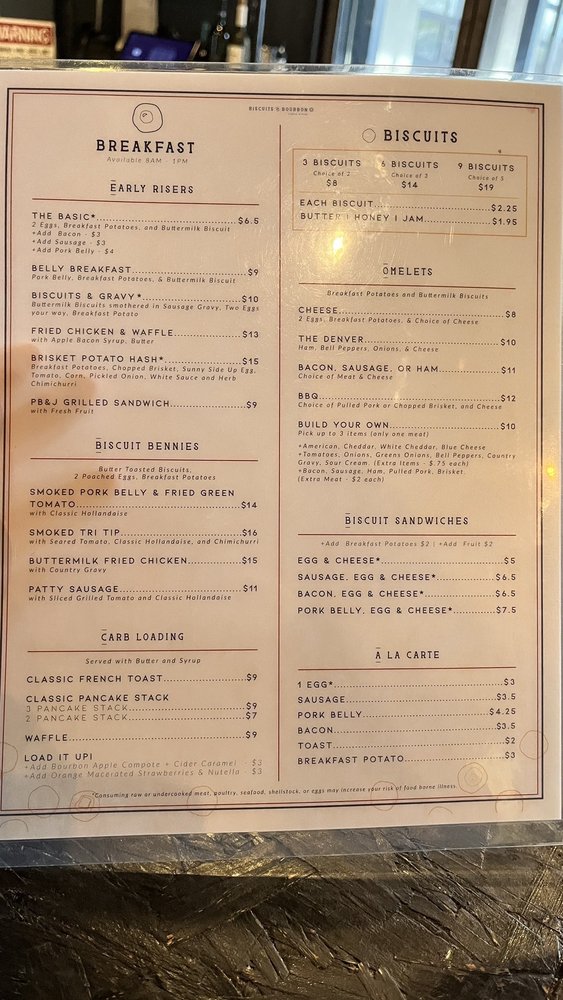 WARNING
BISCUITS & BOURBON
BREAKFAST
Available 8AM - 1PM
EARLY RISERS
THE BASIC*...$6.5
2 Eggs, Breakfast Potatoes, and Buttermilk Biscuit
+Add Bacon - $3
+Add Sausage - $3
+Add Pork Belly - $4
BELLY BREAKFAST...$9
Pork Belly, Breakfast Potatoes, & Buttermilk Biscuit
BISCUITS & GRAVY*...$10
Buttermilk Biscuits smothered in Sausage Gravy, Two Eggs
your way, Breakfast Potato
FRIED CHICKEN & WAFFLE...$13
with Apple Bacon Syrup, Butter
BRISKET POTATO HASH*...$15
Breakfast Potatoes, Chopped Brisket, Sunny Side Up Egg,
Tomato, Corn, Pickled Onion, White Sauce and Herb
Chimichurri
PB&J GRILLED SANDWICH...$9
with Fresh Fruit
BISCUIT BENNIES
Butter Toasted Biscuits,
2 Poached Eggs, Breakfast Potatoes
SMOKED PORK BELLY & FRIED GREEN
TOMATO...$14
with Classic Hollandaise
SMOKED TRI TIP...$16
with Seared Tomato, Classic Hollandaise, and Chimichurri
BUTTERMILK FRIED CHICKEN...$15
with Country Gravy
PATTY SAUSAGE...$11
with Sliced Grilled Tomato and Classic Hollandaise
CARB LOADING
Served with Butter and Syrup
CLASSIC FRENCH TOAST...$9
CLASSIC PANCAKE STACK
3 PANCAKE STACK...$9
2 PANCAKE STACK...$7
WAFFLE...$9
LOAD IT UP!
+Add Bourbon Apple Compote + Cider Caramel - $3
+Add Orange Macerated Strawberries & Nutella - $3
BISCUITS
3 BISCUITS 6 BISCUITS 9 BISCUITS
Choice of 2 Choice of 3 Choice of 5
$8 $14 $19
EACH BISCUIT...$2.25
BUTTER | HONEY | JAM...$1.95
OMELETS
Breakfast Potatoes and Buttermilk Biscuits
CHEESE...$8
2 Eggs, Breakfast Potatoes, & Choice of Cheese
THE DENVER...$10
Ham, Bell Peppers, Onions, & Cheese
BACON, SAUSAGE, OR HAM...$11
Choice of Meat & Cheese
BBQ...$12
Choice of Pulled Pork or Chopped Brisket, and Cheese
BUILD YOUR OWN...$10
Pick up to 3 items (only one meat)
+American, Cheddar, White Cheddar, Blue Cheese
+Tomatoes, Onions, Greens Onions, Bell Peppers, Country
Gravy, Sour Cream. (Extra Items - $.75 each)
+Bacon, Sausage, Ham, Pulled Pork, Brisket.
(Extra Meat - $2 each)
BISCUIT SANDWICHES
+Add Breakfast Potatoes $2 | +Add Fruit $2
EGG & CHEESE*...$5
SAUSAGE, EGG & CHEESE*...$6.5
BACON, EGG & CHEESE*...$6.5
PORK BELLY, EGG & CHEESE*...$7.5
A LA CARTE
1 EGG*...$3
SAUSAGE...$3.5
PORK BELLY...$4.25
BACON...$3.5
TOAST...$2
BREAKFAST POTATO...$3
*Consuming raw or undercooked meat, poultry, seafood, shellstock, or eggs may increase your risk of food borne illness.